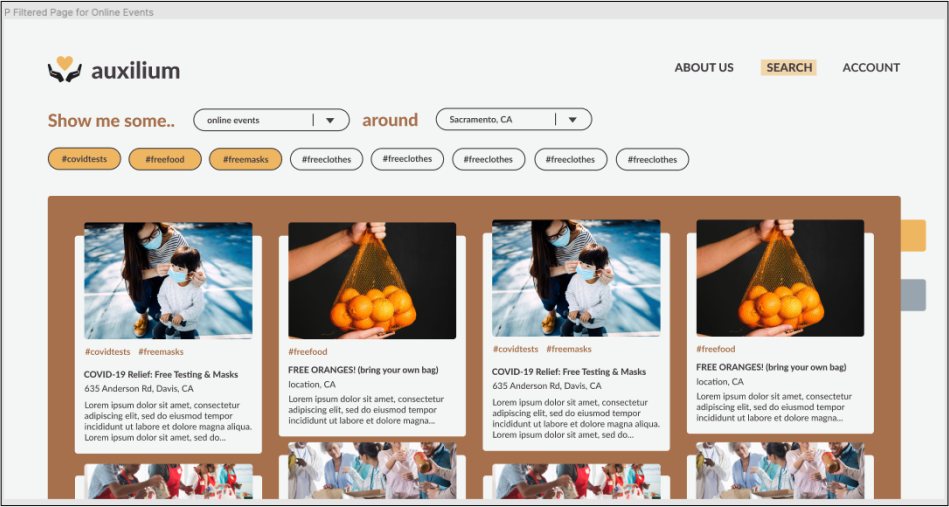 P Filtered Page for Online Events
auxilium
ABOUT US
SEARCH
ACCOUNT
Show me some..
online events
around
Sacramento, CA
#covidtests
#freefood
#freemasks
#freeclothes
#freeclothes
#freeclothes
#freeclothes
#freeclothes
#covidtests #freemasks
COVID-19 Relief: Free Testing & Masks
635 Anderson Rd, Davis, CA
Lorem ipsum dolor sit amet, consectetur
adipiscing elit, sed do eiusmod tempor
incididunt ut labore et dolore magna aliqua.
Lorem ipsum dolor sit amet, sed do...
#freefood
FREE ORANGES! (bring your own bag)
location, CA
Lorem ipsum dolor sit amet, consectetur
adipiscing elit, sed do eiusmod tempor
incididunt ut labore et dolore magna...
#covidtests #freemasks
COVID-19 Relief: Free Testing & Masks
635 Anderson Rd, Davis, CA
Lorem ipsum dolor sit amet, consectetur
adipiscing elit, sed do eiusmod tempor
incididunt ut labore et dolore magna aliqua.
Lorem ipsum dolor sit amet, sed do...
#freefood
FREE ORANGES! (bring your own bag)
location, CA
Lorem ipsum dolor sit amet, consectetur
adipiscing elit, sed do eiusmod tempor
incididunt ut labore et dolore magna...